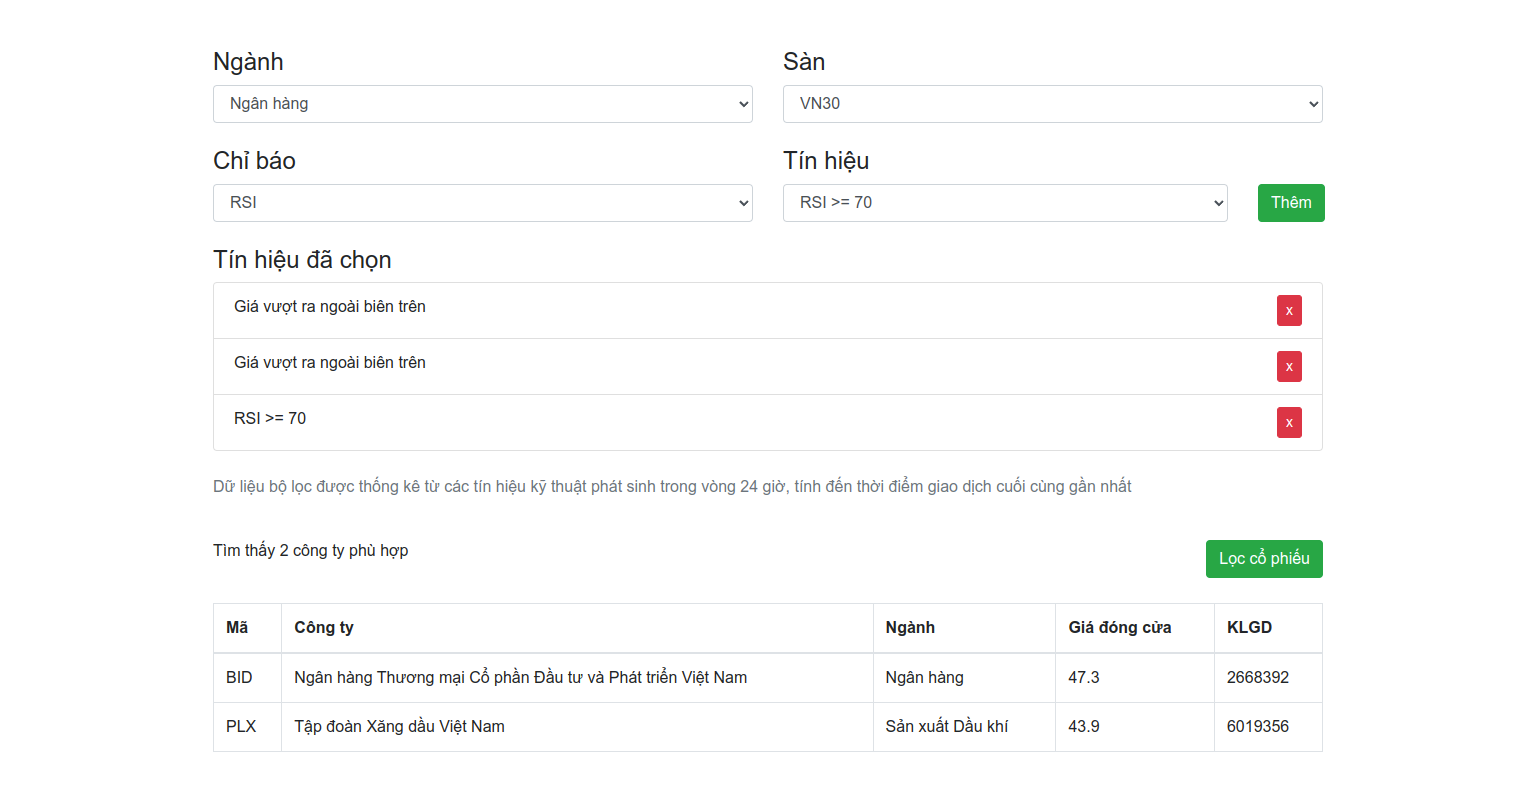 Ngành Sàn
Ngân hàng VN30
Chỉ báo Tín hiệu
RSI RSI >= 70 Thêm
Tín hiệu đã chọn
Giá vượt ra ngoài biên trên x
Giá vượt ra ngoài biên trên x
RSI >= 70 x
Dữ liệu bộ lọc được thống kê từ các tín hiệu kỹ thuật phát sinh trong vòng 24 giờ, tính đến thời điểm giao dịch cuối cùng gần nhất
Tìm thấy 2 công ty phù hợp Lọc cổ phiếu
Mã Công ty Ngành Giá đóng cửa KLGD
BID Ngân hàng Thương mại Cổ phần Đầu tư và Phát triển Việt Nam Ngân hàng 47.3 2668392
PLX Tập đoàn Xăng dầu Việt Nam Sản xuất Dầu khí 43.9 6019356